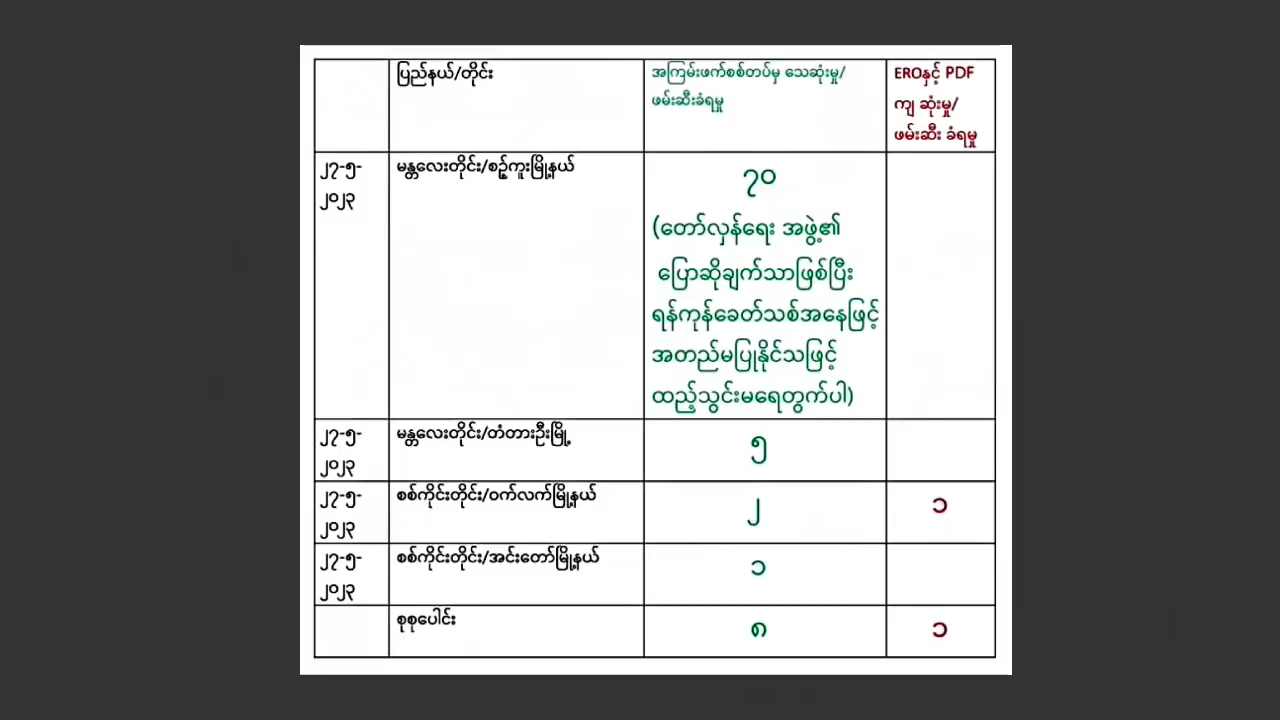 ပြည်နယ်/တိုင်း
အကြမ်းဖက်စစ်တပ်မှ သေဆုံးမှု/
ဖမ်းဆီးခံရမှု
EROနှင့် PDF
ကျ ဆုံးမှု/
ဖမ်းဆီး ခံရမှု
၂၇-၅-
၂၀၂၃
မန္တလေးတိုင်း/စဉ့်ကူးမြို့နယ်
၇၀
(တော်လှန်ရေး အဖွဲ့၏
ပြောဆိုချက်သာဖြစ်ပြီး
ရန်ကုန်ခေတ်သစ်အနေဖြင့်
အတည်မပြုနိုင်သဖြင့်
ထည့်သွင်းမရေတွက်ပါ)
၂၇-၅-
၂၀၂၃
မန္တလေးတိုင်း/တံတားဦးမြို့
၅
၂၇-၅-
၂၀၂၃
စစ်ကိုင်းတိုင်း/ဝက်လက်မြို့နယ်
၂
၁
၂၇-၅-
၂၀၂၃
စစ်ကိုင်းတိုင်း/အင်းတော်မြို့နယ်
၁
စုစုပေါင်း
၈
၁